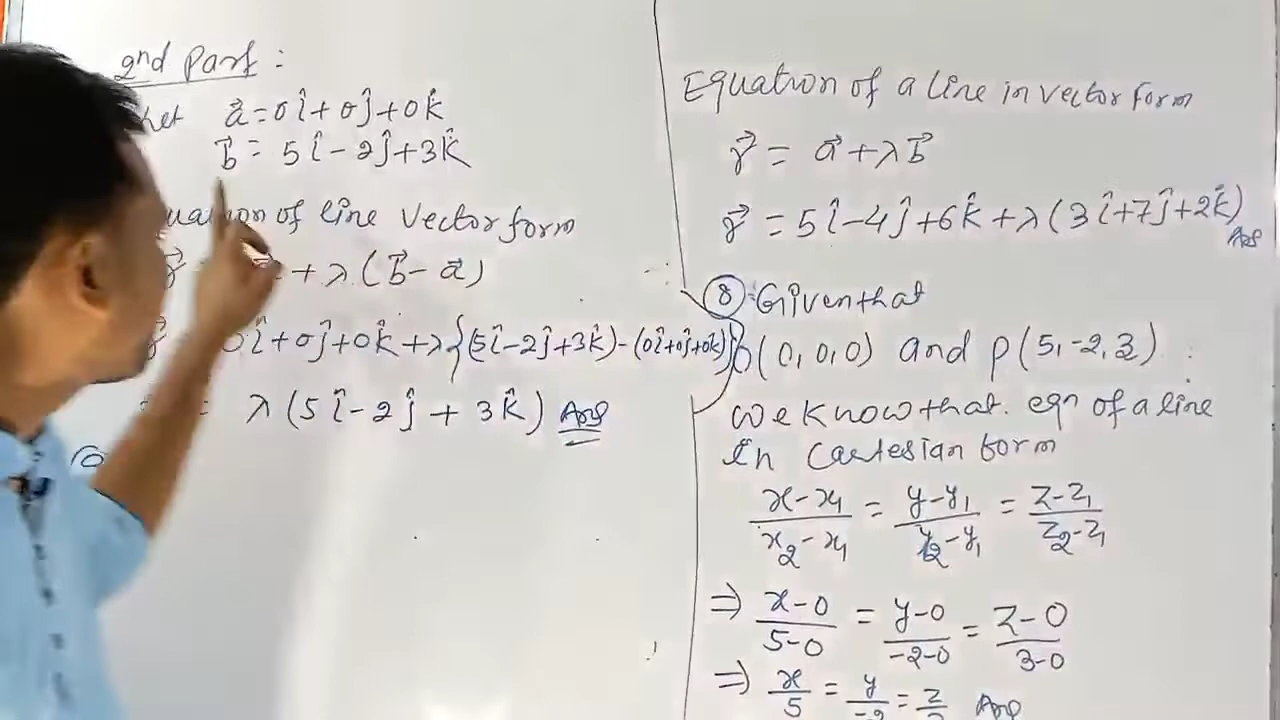 2nd Part :
Let a⃗ = 0î + 0ĵ + 0k̂
b⃗ = 5î - 2ĵ + 3k̂
uation of line Vector form
r⃗ = + λ (b⃗ - a⃗)
0î + 0ĵ + 0k̂ + λ{(5î - 2ĵ + 3k̂) - (0î + 0ĵ + 0k̂)}
= λ (5î - 2ĵ + 3k̂) Ans
Equation of a line in vector form
r⃗ = a⃗ + λb⃗
r⃗ = 5î - 4ĵ + 6k̂ + λ(3î + 7ĵ + 2k̂)
Ans
⑧ Given that
O(0, 0, 0) and P(5, -2, 3)
We know that eqn of a line
in Cartesian form
(x - x₁)/(x₂ - x₁) = (y - y₁)/(y₂ - y₁) = (z - z₁)/(z₂ - z₁)
⇒ (x - 0)/(5 - 0) = (y - 0)/(-2 - 0) = (z - 0)/(3 - 0)
⇒ x/5 = y/-2 = z/3 Ans